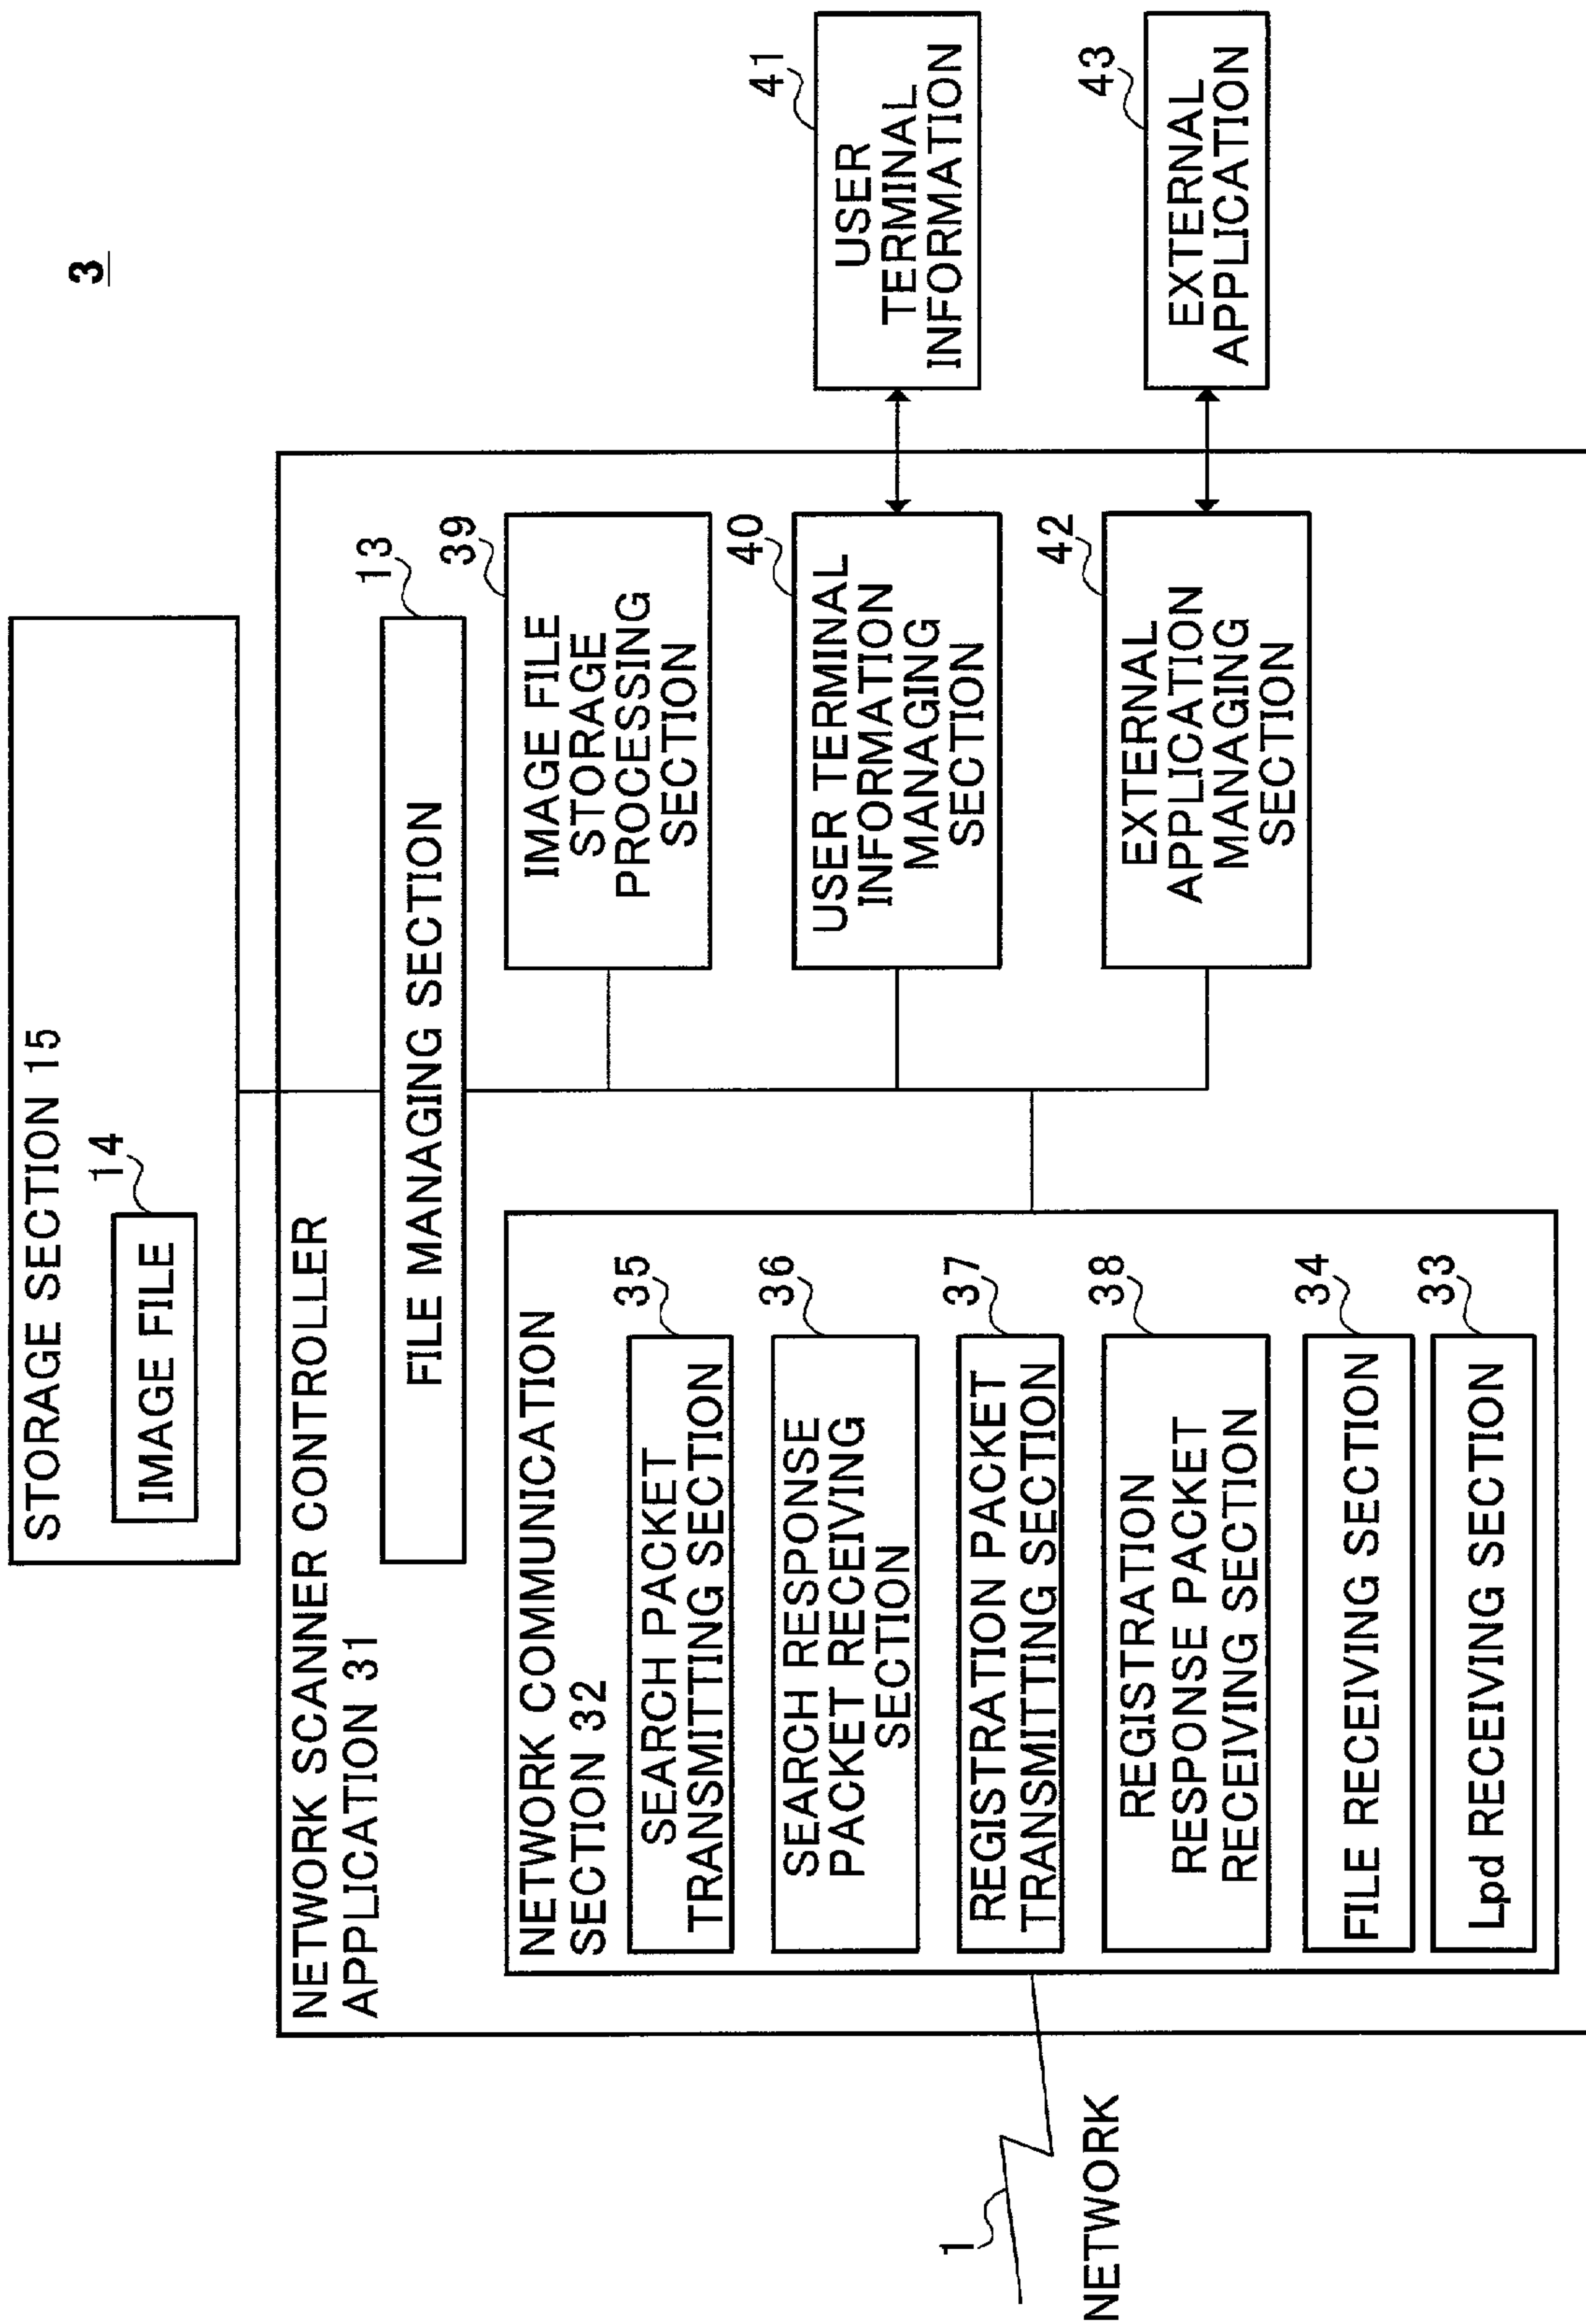 3
STORAGE SECTION 15
14
IMAGE FILE
NETWORK SCANNER CONTROLLER
APPLICATION 31
13
FILE MANAGING SECTION
NETWORK COMMUNICATION
SECTION 32
35
SEARCH PACKET
TRANSMITTING SECTION
36
SEARCH RESPONSE
PACKET RECEIVING
SECTION
37
REGISTRATION PACKET
TRANSMITTING SECTION
38
REGISTRATION
RESPONSE PACKET
RECEIVING SECTION
34
FILE RECEIVING SECTION
33
Lpd RECEIVING SECTION
39
IMAGE FILE
STORAGE
PROCESSING
SECTION
40
USER TERMINAL
INFORMATION
MANAGING
SECTION
42
EXTERNAL
APPLICATION
MANAGING
SECTION
41
USER
TERMINAL
INFORMATION
43
EXTERNAL
APPLICATION
1
NETWORK